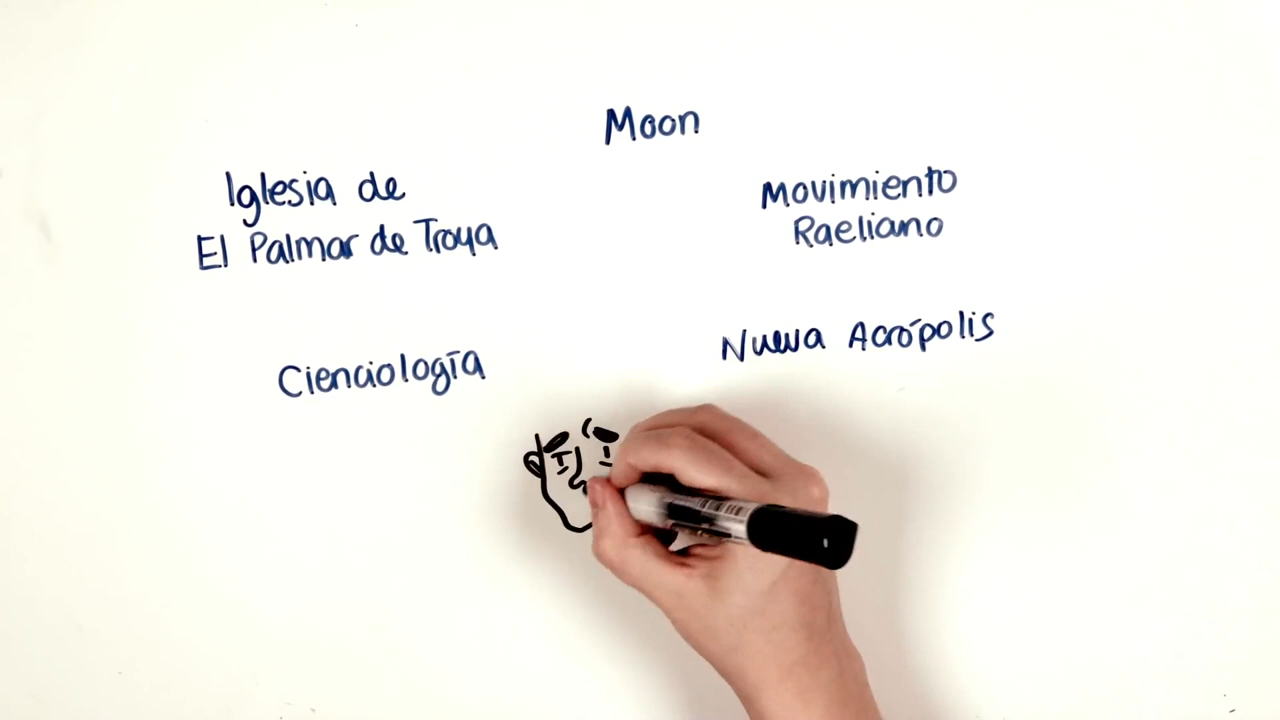 Moon
Iglesia de
El Palmar de Troya
Movimiento
Raeliano
Cienciología
Nueva Acrópolis